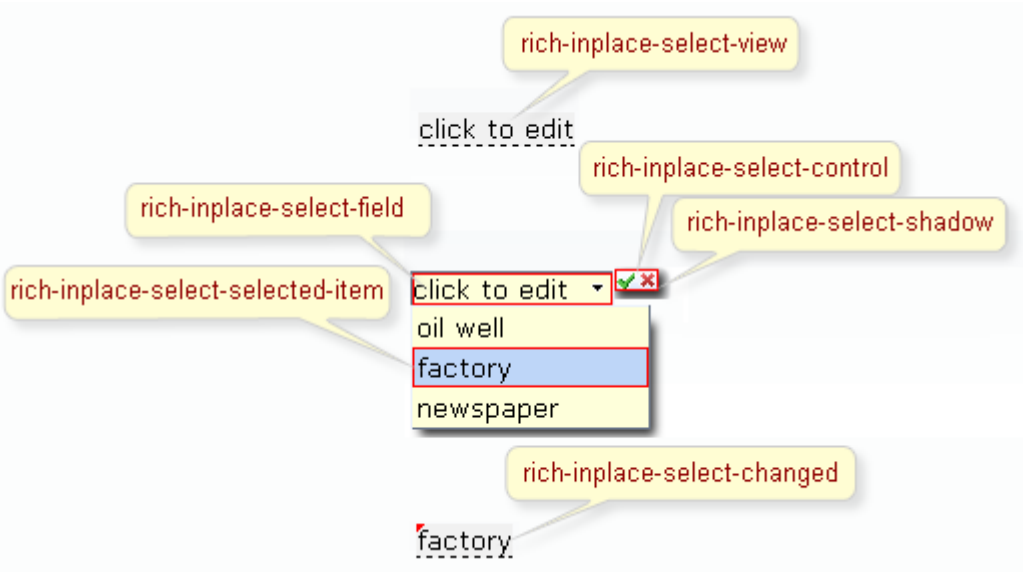 rich-inplace-select-view
click to edit
rich-inplace-select-control
rich-inplace-select-field
rich-inplace-select-shadow
rich-inplace-select-selected-item
click to edit
oil well
factory
newspaper
rich-inplace-select-changed
factory